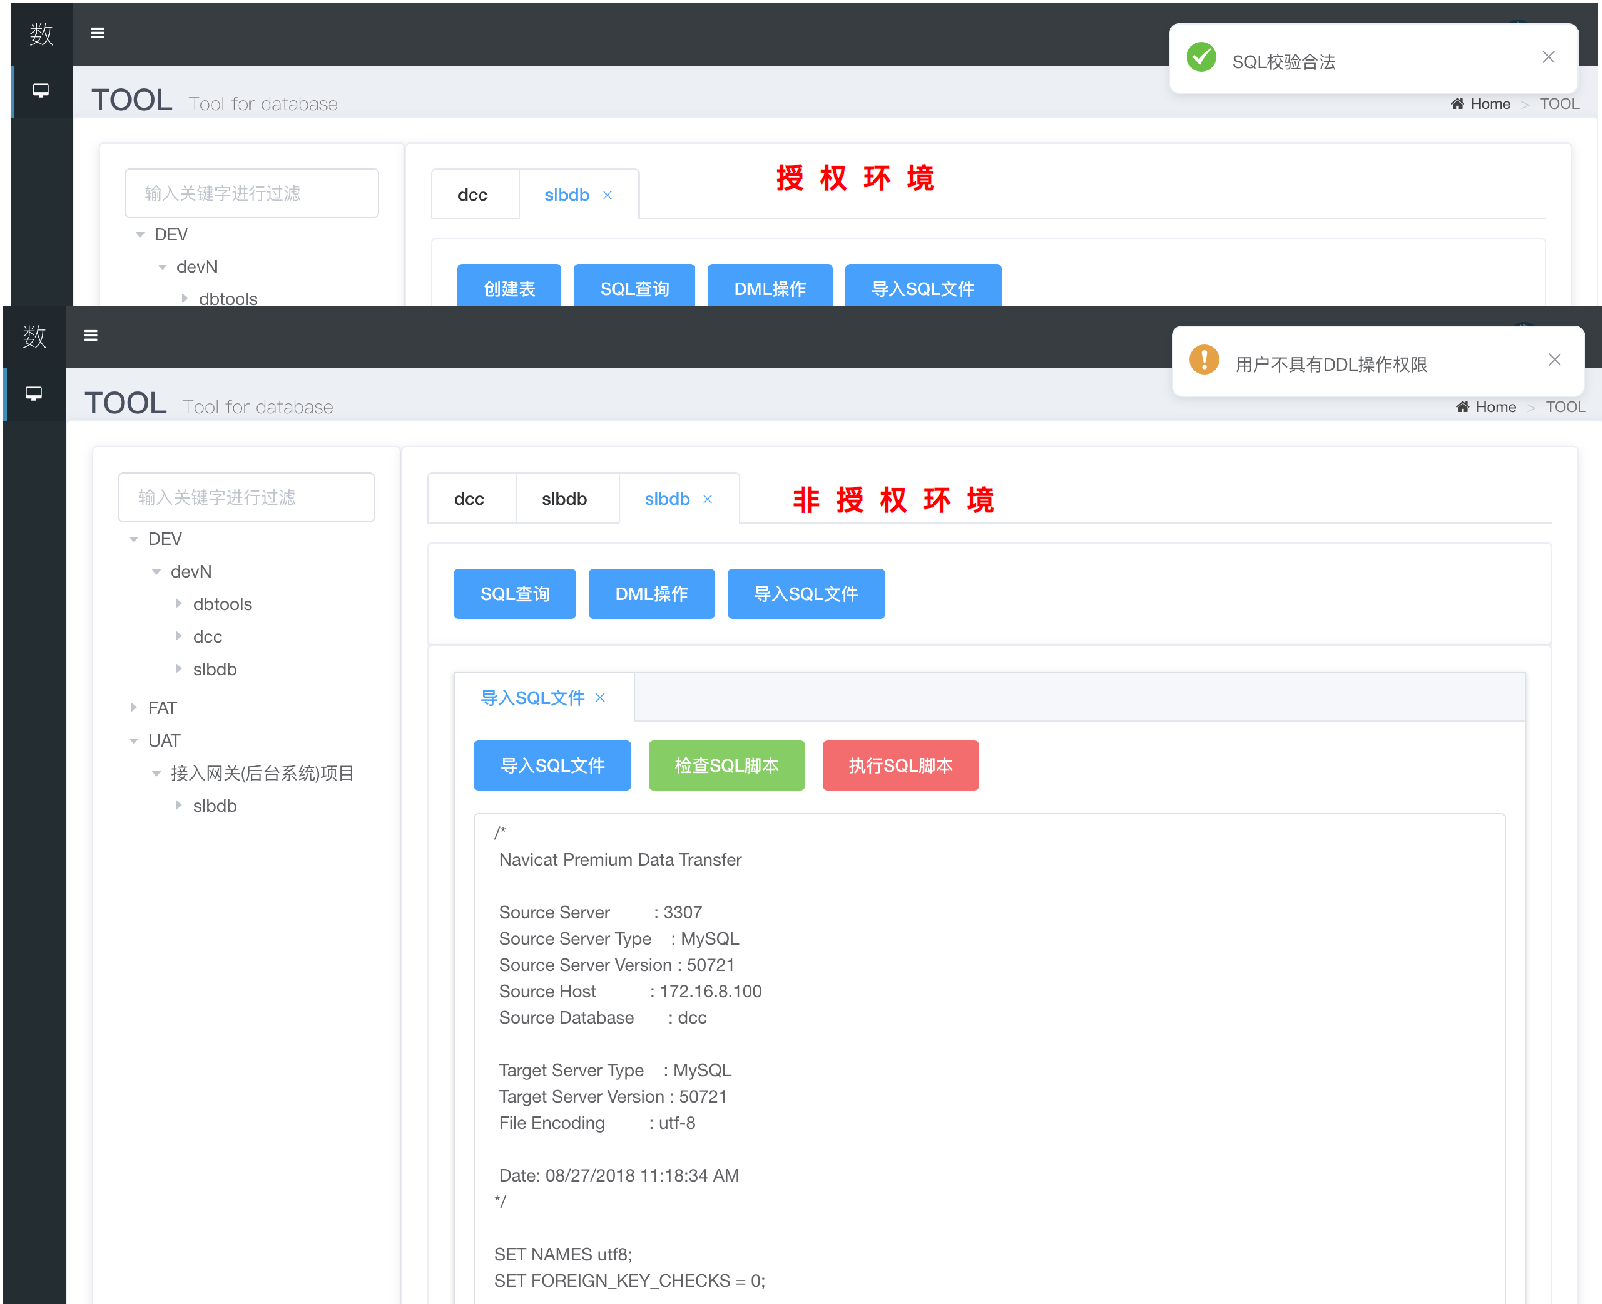 数
SQL校验合法
TOOL Tool for database
Home > TOOL
授权环境
输入关键字进行过滤
dcc slbdb ×
DEV
devN
dbtools
创建表 SQL查询 DML操作 导入SQL文件
数
用户不具有DDL操作权限
TOOL Tool for database
Home > TOOL
非授权环境
输入关键字进行过滤
dcc slbdb slbdb ×
DEV
devN
dbtools
dcc
slbdb
FAT
UAT
接入网关(后台系统)项目
slbdb
SQL查询 DML操作 导入SQL文件
导入SQL文件 ×
导入SQL文件 检查SQL脚本 执行SQL脚本
/*
Navicat Premium Data Transfer
Source Server : 3307
Source Server Type : MySQL
Source Server Version : 50721
Source Host : 172.16.8.100
Source Database : dcc
Target Server Type : MySQL
Target Server Version : 50721
File Encoding : utf-8
Date: 08/27/2018 11:18:34 AM
*/
SET NAMES utf8;
SET FOREIGN_KEY_CHECKS = 0;